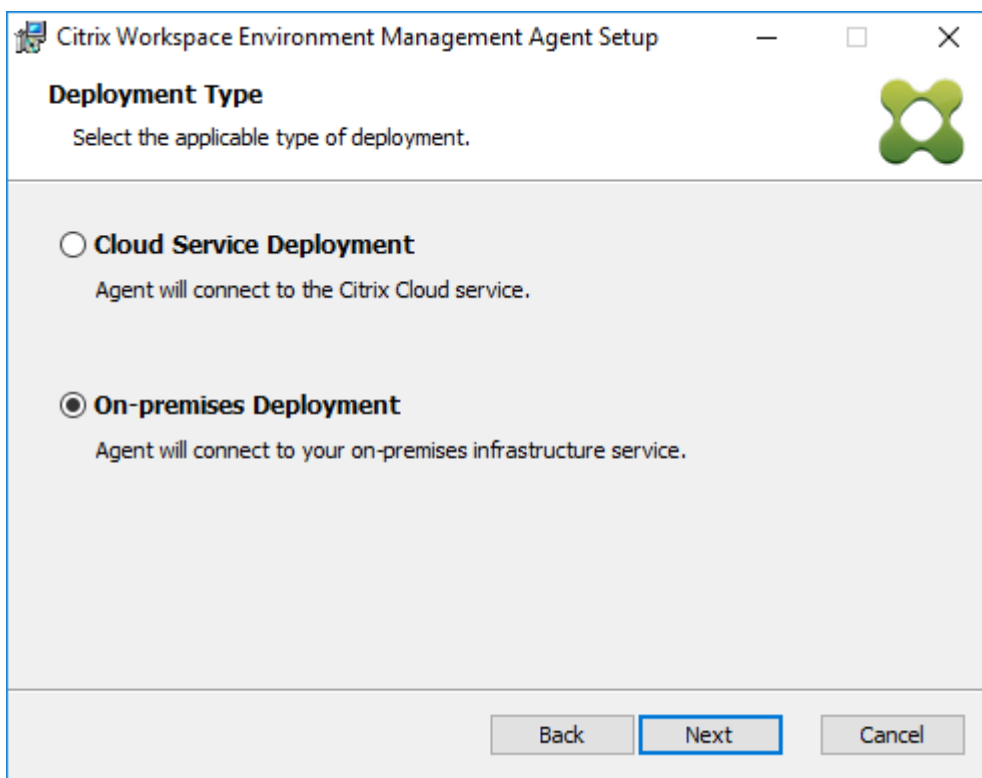 Citrix Workspace Environment Management Agent Setup
Deployment Type
Select the applicable type of deployment.
Cloud Service Deployment
Agent will connect to the Citrix Cloud service.
On-premises Deployment
Agent will connect to your on-premises infrastructure service.
Back Next Cancel